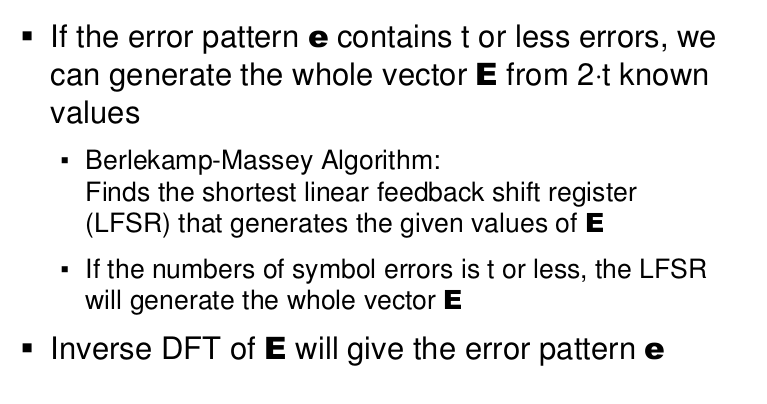 ▪ If the error pattern e contains t or less errors, we
can generate the whole vector E from 2·t known
values
▪ Berlekamp-Massey Algorithm:
Finds the shortest linear feedback shift register
(LFSR) that generates the given values of E
▪ If the numbers of symbol errors is t or less, the LFSR
will generate the whole vector E
▪ Inverse DFT of E will give the error pattern e